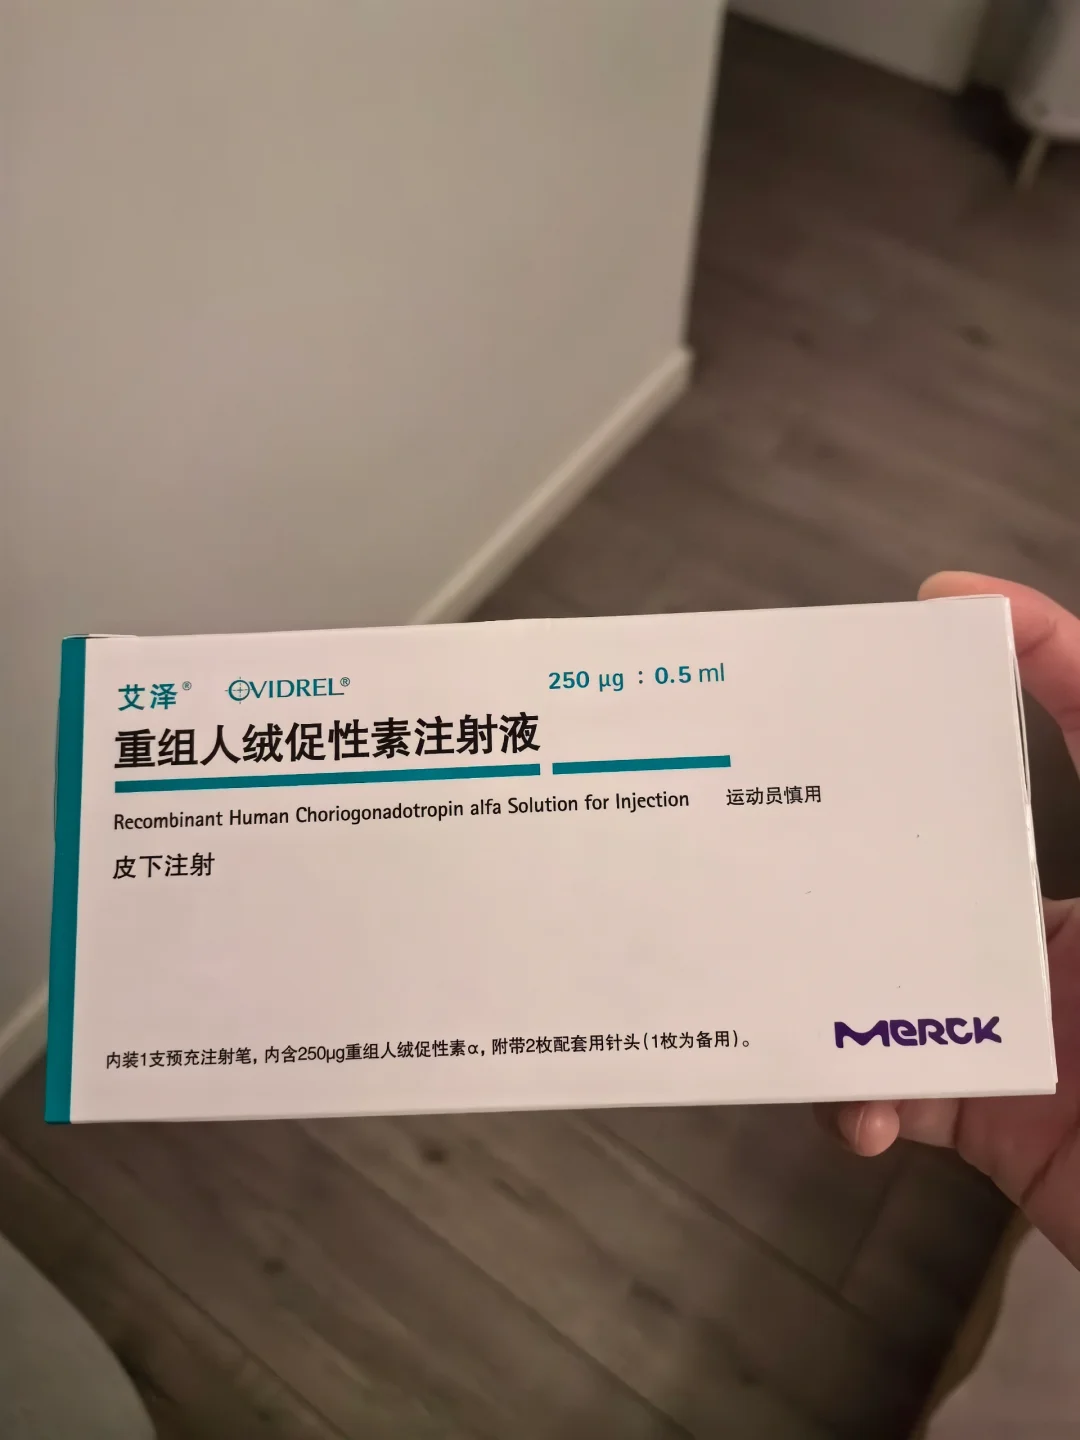 艾泽® OVIDREL® 250 μg : 0.5 ml
重组人绒促性素注射液
Recombinant Human Choriogonadotropin alfa Solution for Injection 运动员慎用
皮下注射
内装1支预充注射笔，内含250μg重组人绒促性素α，附带2枚配套用针头（1枚为备用）。
MERCK